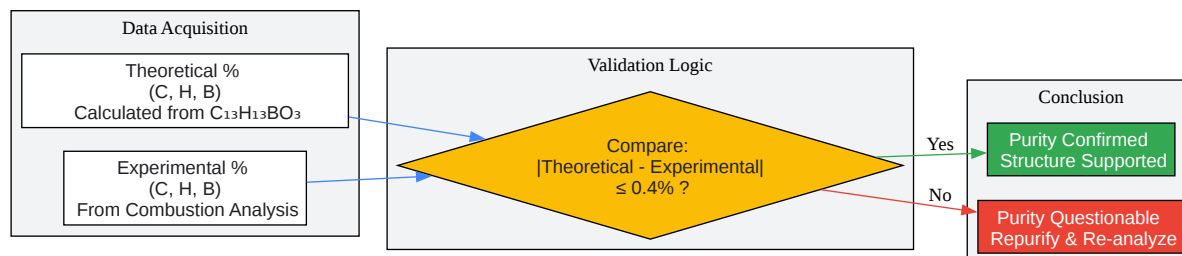 Data Acquisition
Theoretical %
(C, H, B)
Calculated from C₁₃H₁₃BO₃
Experimental %
(C, H, B)
From Combustion Analysis
Validation Logic
Compare:
|Theoretical - Experimental|
≤ 0.4% ?
Yes
No
Conclusion
Purity Confirmed
Structure Supported
Purity Questionable
Repurify & Re-analyze